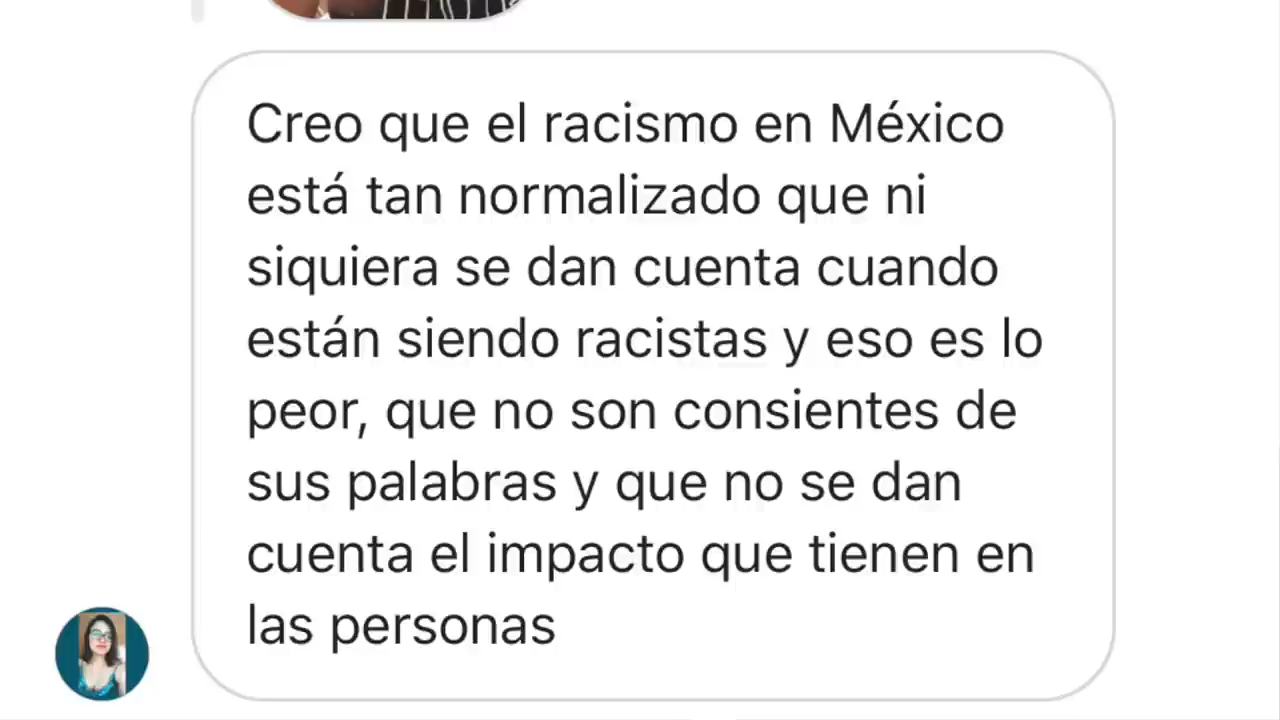 Creo que el racismo en México
está tan normalizado que ni
siquiera se dan cuenta cuando
están siendo racistas y eso es lo
peor, que no son consientes de
sus palabras y que no se dan
cuenta el impacto que tienen en
las personas